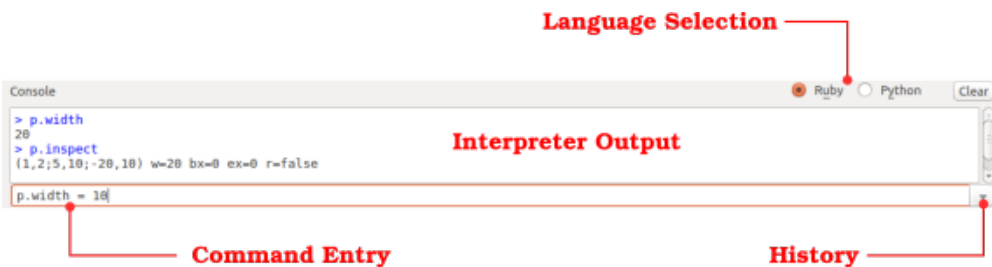 Language Selection
Console Ruby Python Clear
> p.width
20
> p.inspect
(1,2;5,10;-20,10) w=20 bx=0 ex=0 r=false
Interpreter Output
p.width = 10
Command Entry
History